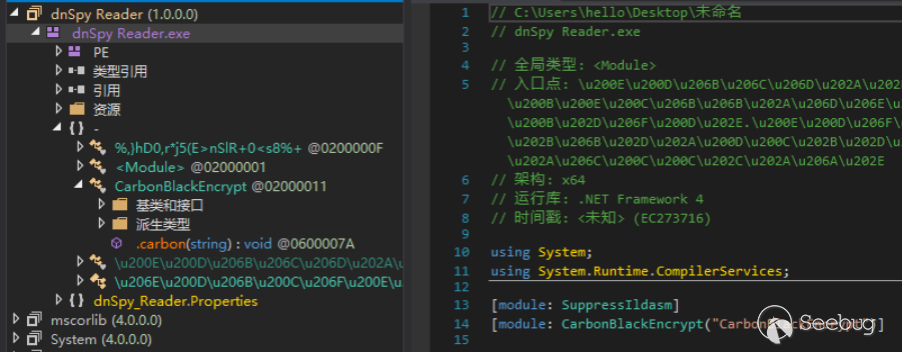 dnSpy Reader (1.0.0.0)
dnSpy Reader.exe
PE
类型引用
引用
资源
{ } -
%,}hD0,r*j5(E>nSlR+0<s8%+ @0200000F
<Module> @02000001
CarbonBlackEncrypt @02000011
基类和接口
派生类型
.carbon(string) : void @0600007A
\u200E\u200D\u206B\u206C\u206D\u202A\u
\u206E\u200D\u206B\u200C\u206F\u200E\u
{ } dnSpy_Reader.Properties
mscorlib (4.0.0.0)
System (4.0.0.0)
1 // C:\Users\hello\Desktop\未命名
2 // dnSpy Reader.exe
3
4 // 全局类型: <Module>
5 // 入口点: \u200E\u200D\u206B\u206C\u206D\u202A\u202
\u200B\u200E\u200C\u206B\u206B\u202A\u206D\u206E\u
\u200B\u202D\u206F\u200D\u202E.\u200E\u200D\u206F\u
\u202B\u206B\u202A\u200D\u200C\u202B\u202D\u
\u202A\u206C\u200C\u200C\u202C\u202A\u206A\u202E
6 // 架构: x64
7 // 运行库: .NET Framework 4
8 // 时间戳: <未知> (EC273716)
9
10 using System;
11 using System.Runtime.CompilerServices;
12
13 [module: SuppressIldasm]
14 [module: CarbonBlackEncrypt("Carbon
15
Seebug